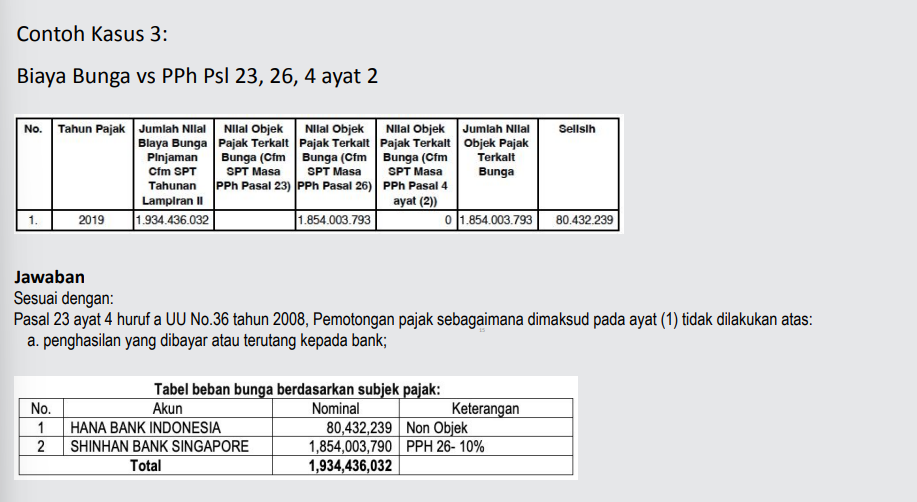 Contoh Kasus 3:
Biaya Bunga vs PPh Psl 23, 26, 4 ayat 2
No. Tahun Pajak Jumlah Nilai Biaya Bunga Pinjaman Cfm SPT Tahunan Lampiran II Nilai Objek Pajak Terkait Bunga (Cfm SPT Masa PPh Pasal 23) Nilai Objek Pajak Terkait Bunga (Cfm SPT Masa PPh Pasal 26) Nilai Objek Pajak Terkait Bunga (Cfm SPT Masa PPh Pasal 4 ayat (2)) Jumlah Nilai Objek Pajak Terkait Bunga Selisih
1. 2019 1.934.436.032 1.854.003.793 0 1.854.003.793 80.432.239
Jawaban
Sesuai dengan:
Pasal 23 ayat 4 huruf a UU No.36 tahun 2008, Pemotongan pajak sebagaimana dimaksud pada ayat (1) tidak dilakukan atas:
a. penghasilan yang dibayar atau terutang kepada bank;
Tabel beban bunga berdasarkan subjek pajak:
No. Akun Nominal Keterangan
1 HANA BANK INDONESIA 80,432,239 Non Objek
2 SHINHAN BANK SINGAPORE 1,854,003,790 PPH 26- 10%
Total 1,934,436,032